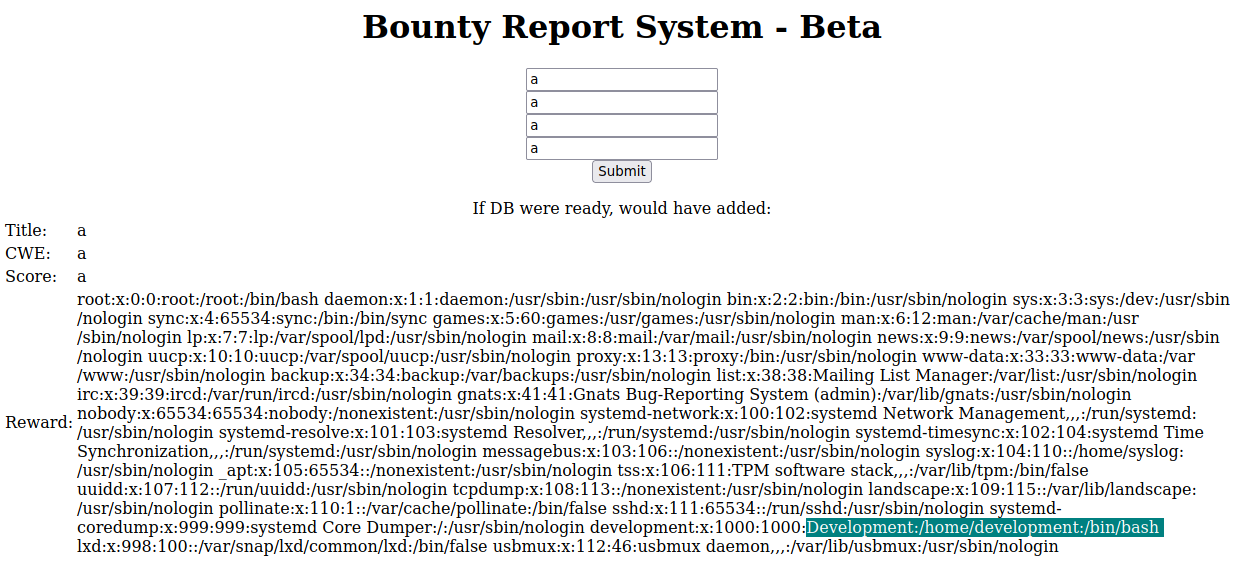 Bounty Report System - Beta
a
a
a
a
Submit
If DB were ready, would have added:
Title: a
CWE: a
Score: a
root:x:0:0:root:/root:/bin/bash daemon:x:1:1:daemon:/usr/sbin:/usr/sbin/nologin bin:x:2:2:bin:/bin:/usr/sbin/nologin sys:x:3:3:sys:/dev:/usr/sbin
/nologin sync:x:4:65534:sync:/bin:/bin/sync games:x:5:60:games:/usr/games:/usr/sbin/nologin man:x:6:12:man:/var/cache/man:/usr
/sbin/nologin lp:x:7:7:lp:/var/spool/lpd:/usr/sbin/nologin mail:x:8:8:mail:/var/mail:/usr/sbin/nologin news:x:9:9:news:/var/spool/news:/usr/sbin
/nologin uucp:x:10:10:uucp:/var/spool/uucp:/usr/sbin/nologin proxy:x:13:13:proxy:/bin:/usr/sbin/nologin www-data:x:33:33:www-data:/var
/www:/usr/sbin/nologin backup:x:34:34:backup:/var/backups:/usr/sbin/nologin list:x:38:38:Mailing List Manager:/var/list:/usr/sbin/nologin
irc:x:39:39:ircd:/var/run/ircd:/usr/sbin/nologin gnats:x:41:41:Gnats Bug-Reporting System (admin):/var/lib/gnats:/usr/sbin/nologin
Reward: nobody:x:65534:65534:nobody:/nonexistent:/usr/sbin/nologin systemd-network:x:100:102:systemd Network Management,,,:/run/systemd:
/usr/sbin/nologin systemd-resolve:x:101:103:systemd Resolver,,,:/run/systemd:/usr/sbin/nologin systemd-timesync:x:102:104:systemd Time
Synchronization,,,:/run/systemd:/usr/sbin/nologin messagebus:x:103:106::/nonexistent:/usr/sbin/nologin syslog:x:104:110::/home/syslog:
/usr/sbin/nologin _apt:x:105:65534::/nonexistent:/usr/sbin/nologin tss:x:106:111:TPM software stack,,,:/var/lib/tpm:/bin/false
uuidd:x:107:112::/run/uuidd:/usr/sbin/nologin tcpdump:x:108:113::/nonexistent:/usr/sbin/nologin landscape:x:109:115::/var/lib/landscape:
/usr/sbin/nologin pollinate:x:110:1::/var/cache/pollinate:/bin/false sshd:x:111:65534::/run/sshd:/usr/sbin/nologin systemd-
coredump:x:999:999:systemd Core Dumper:/:/usr/sbin/nologin development:x:1000:1000:Development:/home/development:/bin/bash
lxd:x:998:100::/var/snap/lxd/common/lxd:/bin/false usbmux:x:112:46:usbmux daemon,,,:/var/lib/usbmux:/usr/sbin/nologin